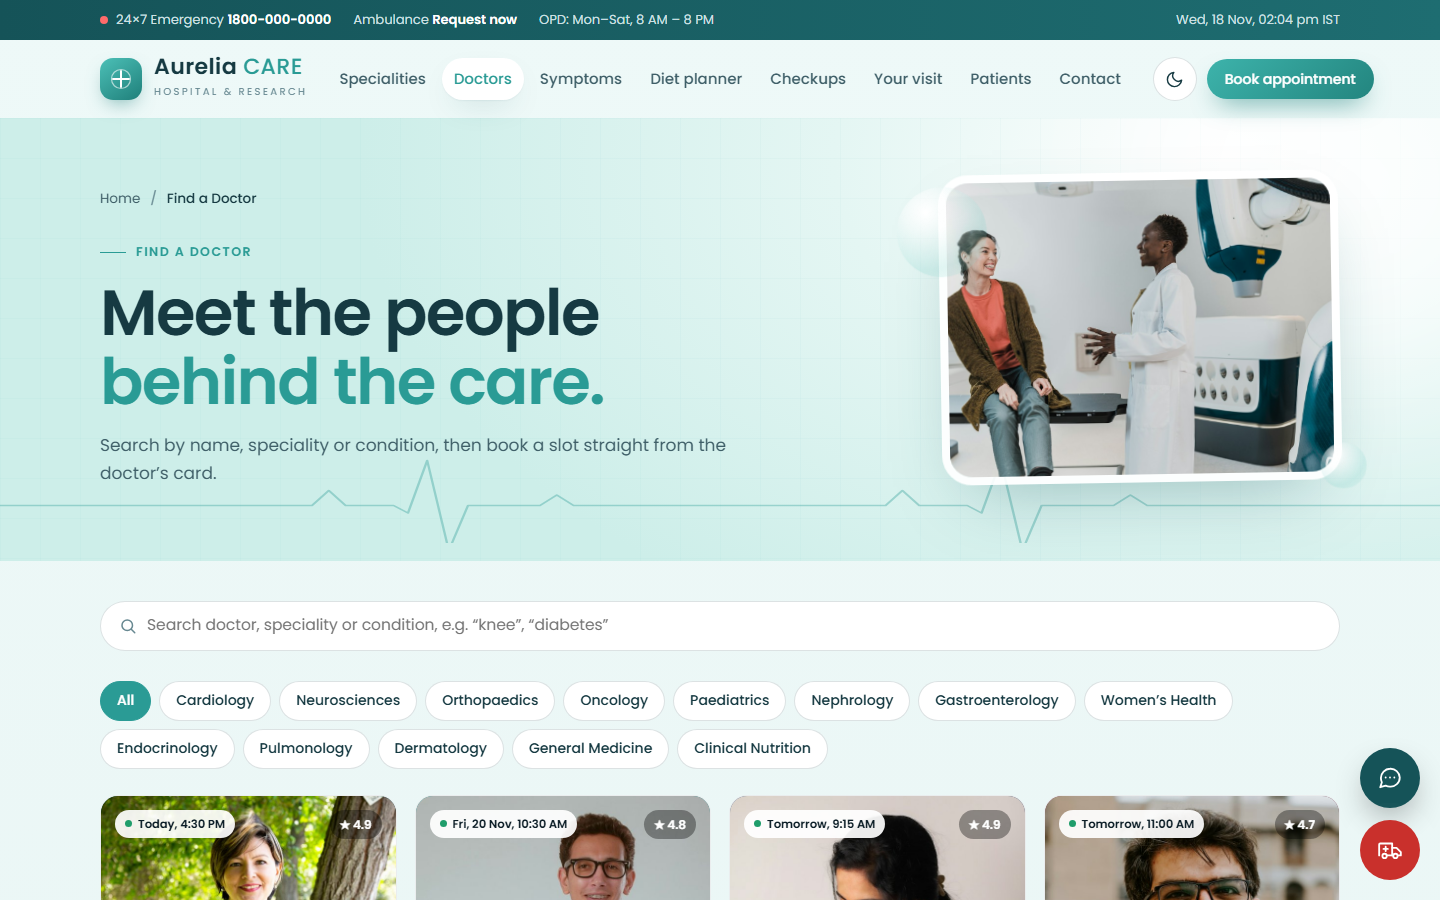 24×7 Emergency 1800-000-0000 Ambulance Request now OPD: Mon–Sat, 8 AM – 8 PM Wed, 18 Nov, 02:04 pm IST
Aurelia CARE
HOSPITAL & RESEARCH
Specialities Doctors Symptoms Diet planner Checkups Your visit Patients Contact Book appointment
Home / Find a Doctor
FIND A DOCTOR
Meet the people
behind the care.
Search by name, speciality or condition, then book a slot straight from the
doctor’s card.
Search doctor, speciality or condition, e.g. “knee”, “diabetes”
All Cardiology Neurosciences Orthopaedics Oncology Paediatrics Nephrology Gastroenterology Women’s Health
Endocrinology Pulmonology Dermatology General Medicine Clinical Nutrition
Today, 4:30 PM ★ 4.9 Fri, 20 Nov, 10:30 AM ★ 4.8 Tomorrow, 9:15 AM ★ 4.9 Tomorrow, 11:00 AM ★ 4.7